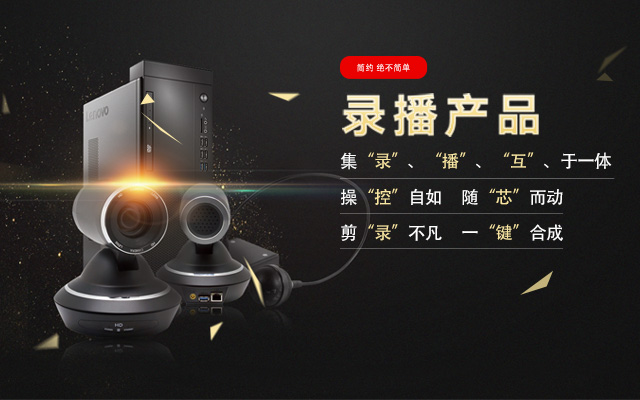 简约 绝不简单
录播产品
集“录”、“播”、“互”、于一体
操“控”自如 随“芯”而动
剪“录”不凡 一“键”合成
Lenovo
HD